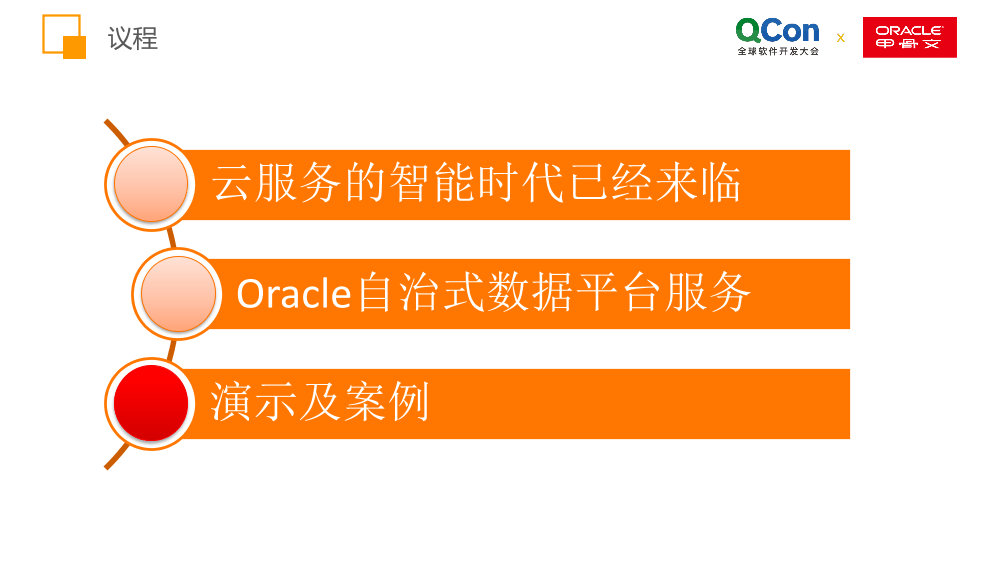 议程
QCon
全球软件开发大会
x
ORACLE
甲骨文
云服务的智能时代已经来临
Oracle自治式数据平台服务
演示及案例